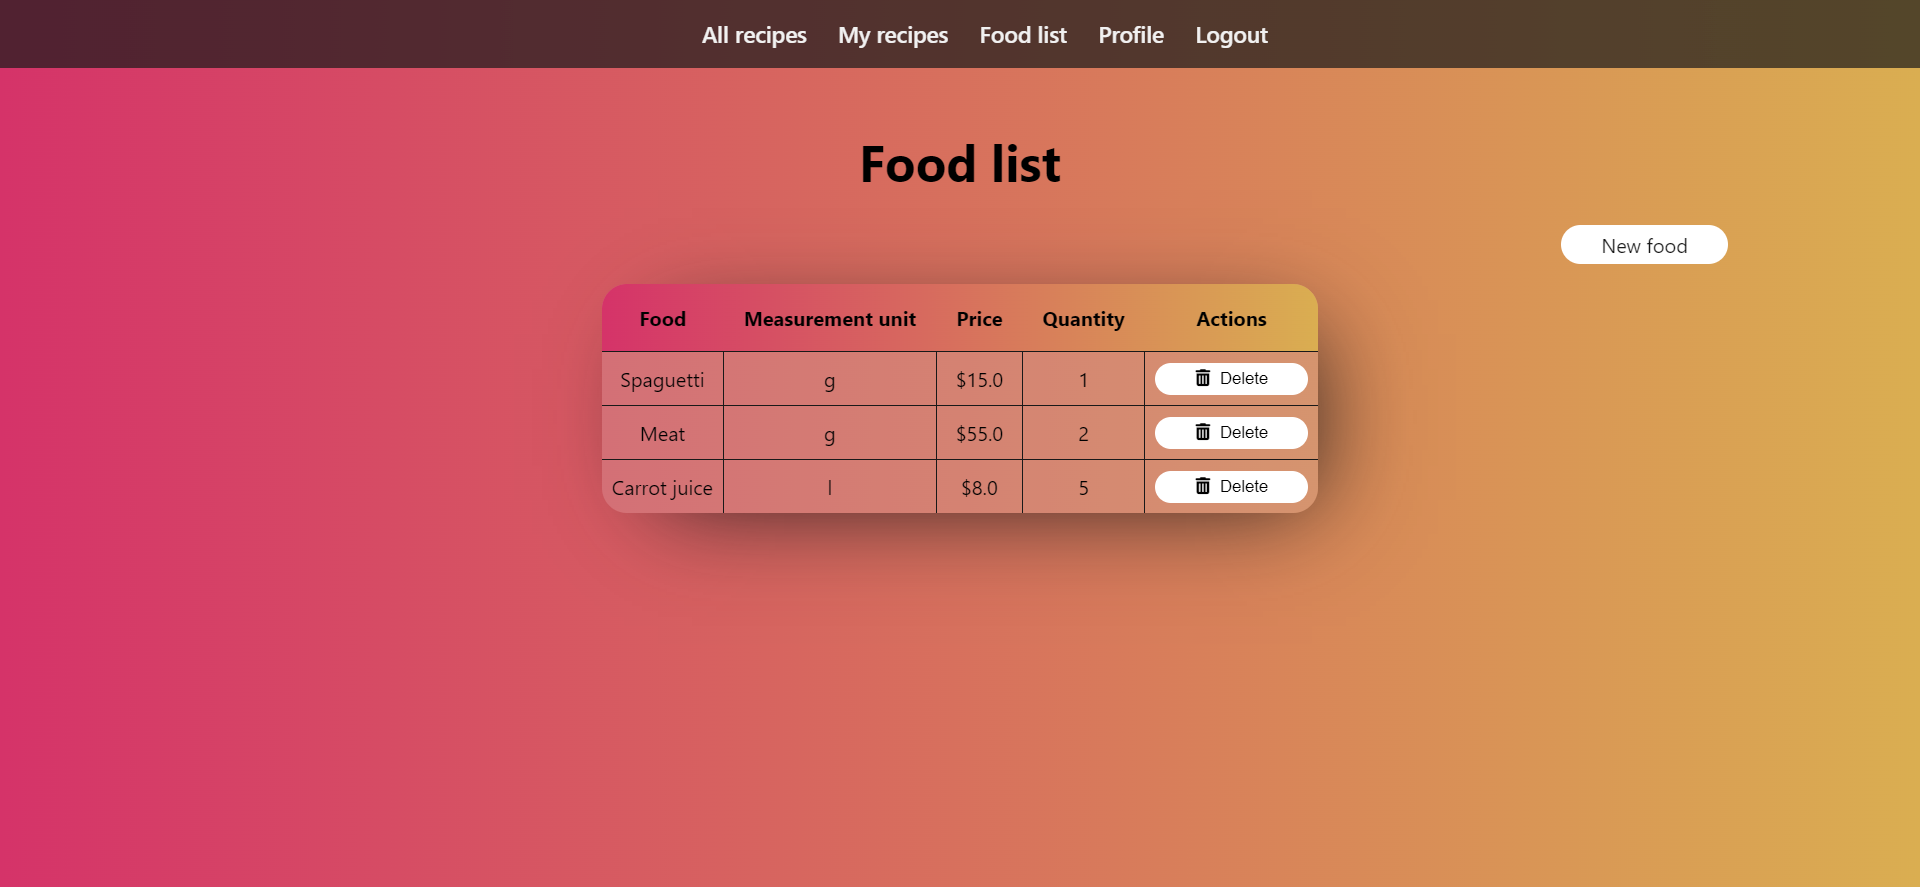 All recipes My recipes Food list Profile Logout
Food list
New food
Food Measurement unit Price Quantity Actions
Spaguetti g $15.0 1 Delete
Meat g $55.0 2 Delete
Carrot juice l $8.0 5 Delete